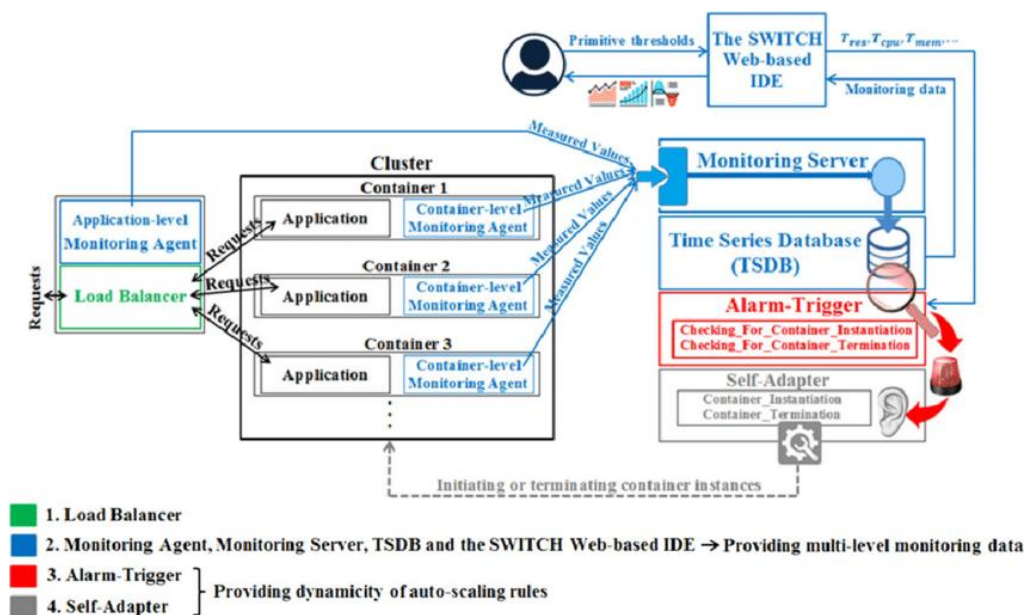 Primitive thresholds
The SWITCH
Web-based
IDE
Tres, Tcpu, Tmem, ...
Monitoring data
Measured Values
Monitoring Server
Cluster
Container 1
Application
Container-level
Monitoring Agent
Measured Values
Application-level
Monitoring Agent
Requests
Load Balancer
Requests
Requests
Requests
Container 2
Application
Container-level
Monitoring Agent
Measured Values
Container 3
Application
Container-level
Monitoring Agent
Measured Values
Time Series Database
(TSDB)
Alarm-Trigger
Checking_For_Container_Instantiation
Checking_For_Container_Termination
Self-Adapter
Container_Instantiation
Container_Termination
Initiating or terminating container instances
1. Load Balancer
2. Monitoring Agent, Monitoring Server, TSDB and the SWITCH Web-based IDE → Providing multi-level monitoring data
3. Alarm-Trigger
4. Self-Adapter
Providing dynamicity of auto-scaling rules